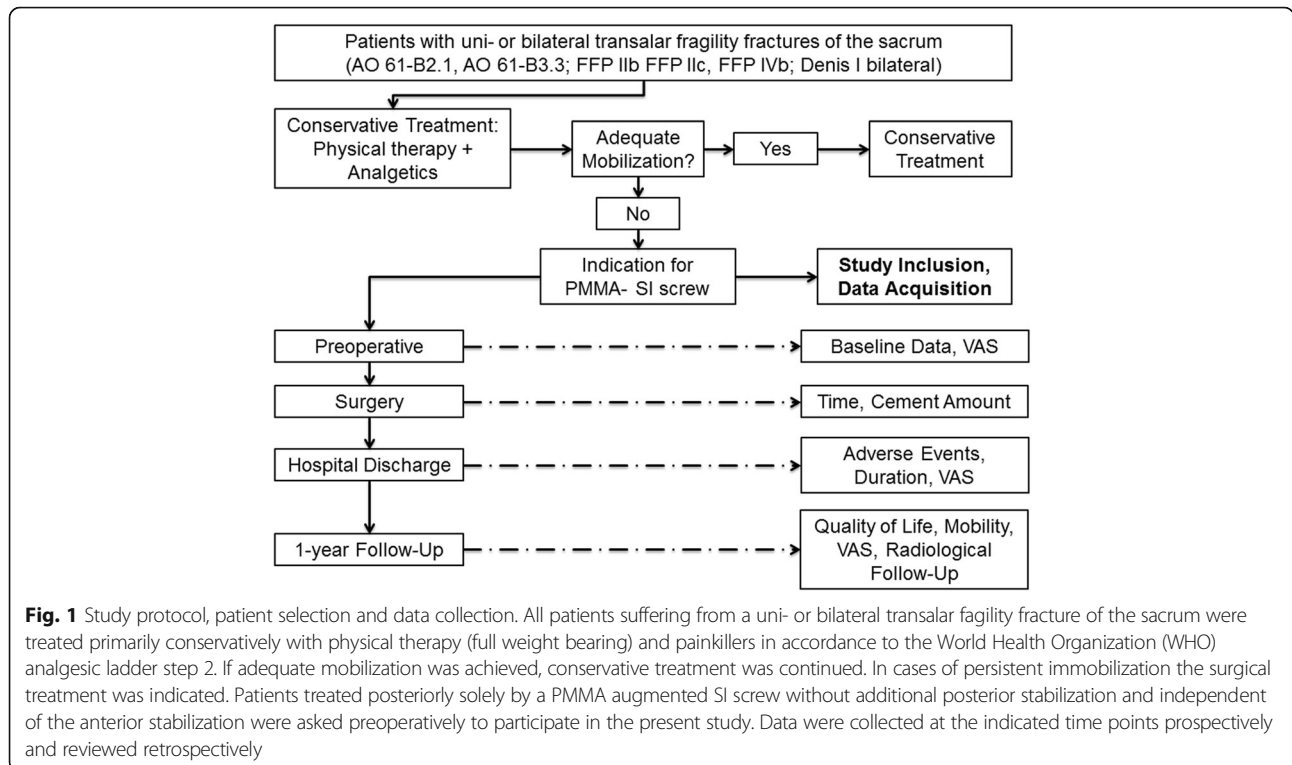 Patients with uni- or bilateral transalar fragility fractures of the sacrum
(AO 61-B2.1, AO 61-B3.3; FFP IIb FFP IIc, FFP IVb; Denis I bilateral)
Conservative Treatment:
Physical therapy +
Analgetics
Adequate
Mobilization?
Yes
Conservative
Treatment
No
Indication for
PMMA- SI screw
Study Inclusion,
Data Acquisition
Preoperative
Baseline Data, VAS
Surgery
Time, Cement Amount
Hospital Discharge
Adverse Events,
Duration, VAS
1-year Follow-Up
Quality of Life, Mobility,
VAS, Radiological
Follow-Up
Fig. 1 Study protocol, patient selection and data collection. All patients suffering from a uni- or bilateral transalar fagility fracture of the sacrum were
treated primarily conservatively with physical therapy (full weight bearing) and painkillers in accordance to the World Health Organization (WHO)
analgesic ladder step 2. If adequate mobilization was achieved, conservative treatment was continued. In cases of persistent immobilization the surgical
treatment was indicated. Patients treated posteriorly solely by a PMMA augmented SI screw without additional posterior stabilization and independent
of the anterior stabilization were asked preoperatively to participate in the present study. Data were collected at the indicated time points prospectively
and reviewed retrospectively